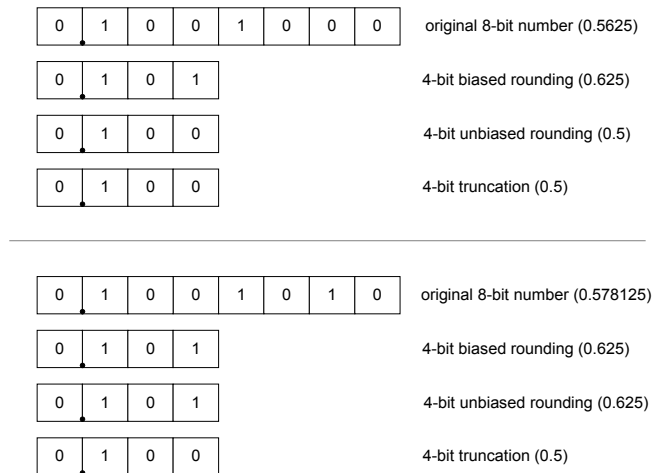 0 1 0 0 1 0 0 0 original 8-bit number (0.5625)
0 1 0 1 4-bit biased rounding (0.625)
0 1 0 0 4-bit unbiased rounding (0.5)
0 1 0 0 4-bit truncation (0.5)
0 1 0 0 1 0 1 0 original 8-bit number (0.578125)
0 1 0 1 4-bit biased rounding (0.625)
0 1 0 1 4-bit unbiased rounding (0.625)
0 1 0 0 4-bit truncation (0.5)